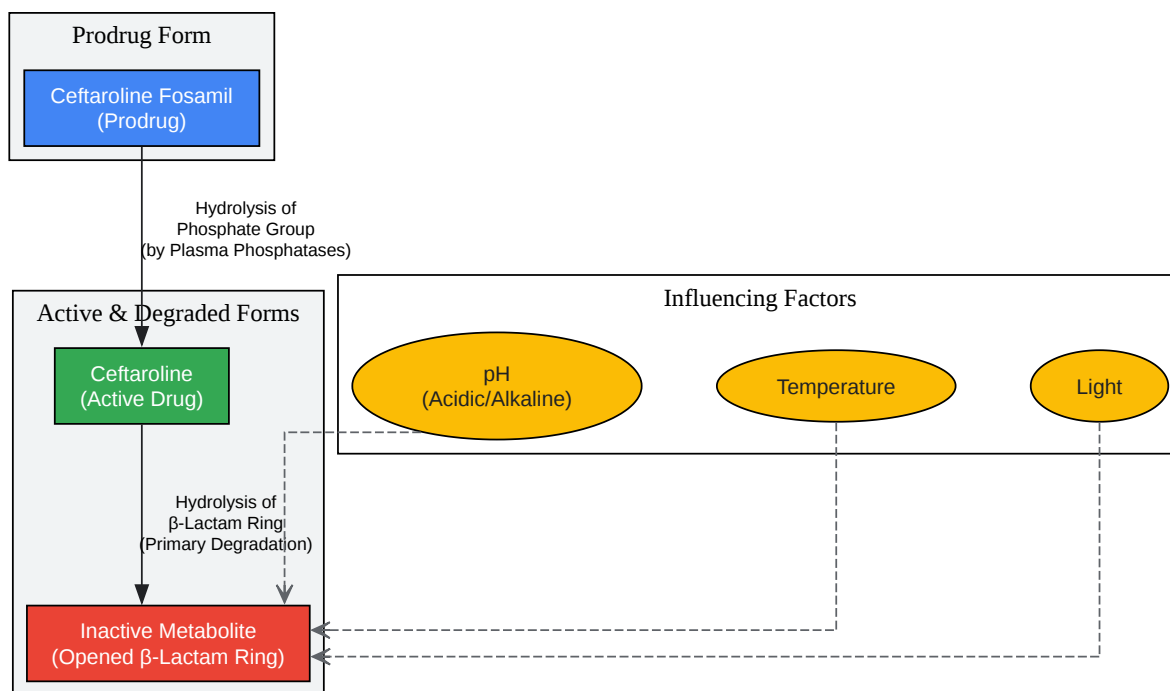 Prodrug Form
Ceftaroline Fosamil
(Prodrug)
Hydrolysis of
Phosphate Group
(by Plasma Phosphatases)
Active & Degraded Forms
Ceftaroline
(Active Drug)
Hydrolysis of
β-Lactam Ring
(Primary Degradation)
Inactive Metabolite
(Opened β-Lactam Ring)
Influencing Factors
pH
(Acidic/Alkaline)
Temperature
Light